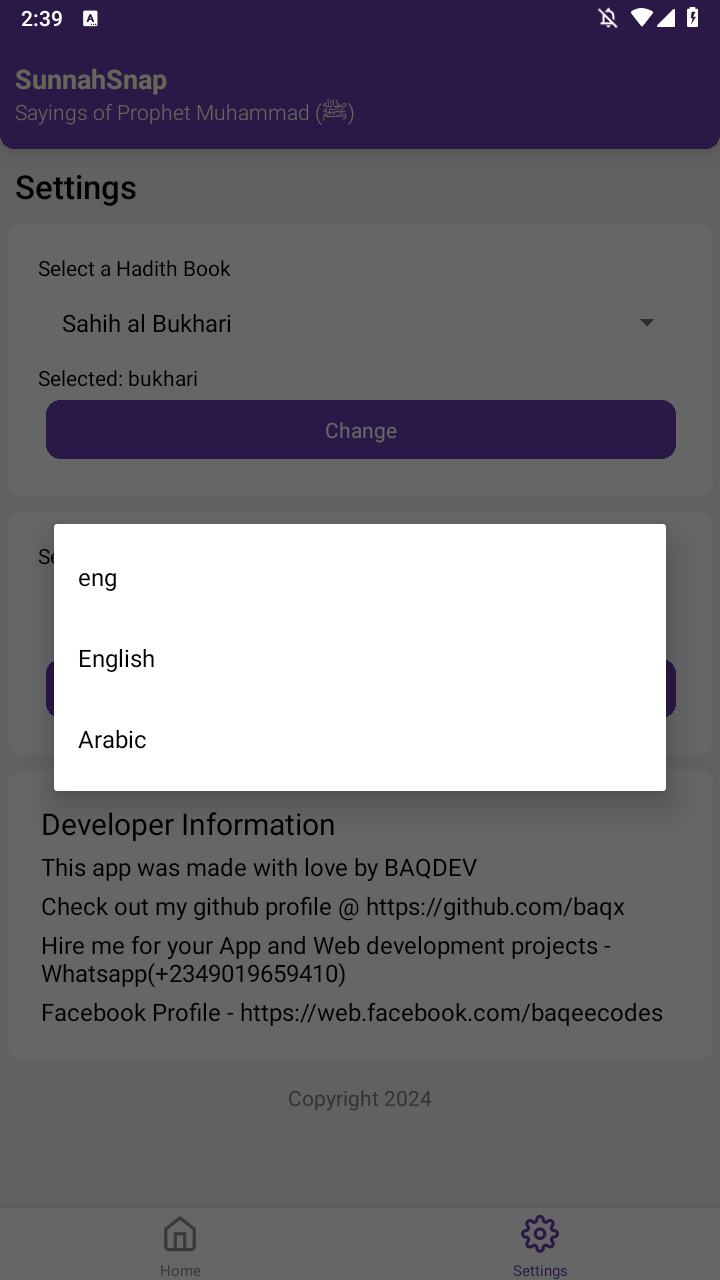 2:39
A
SunnahSnap
Sayings of Prophet Muhammad (ﷺ)
Settings
Select a Hadith Book
Sahih al Bukhari
Selected: bukhari
Change
eng
English
Arabic
Developer Information
This app was made with love by BAQDEV
Check out my github profile @ https://github.com/baqx
Hire me for your App and Web development projects -
Whatsapp(+2349019659410)
Facebook Profile - https://web.facebook.com/baqeecodes
Copyright 2024
Home
Settings